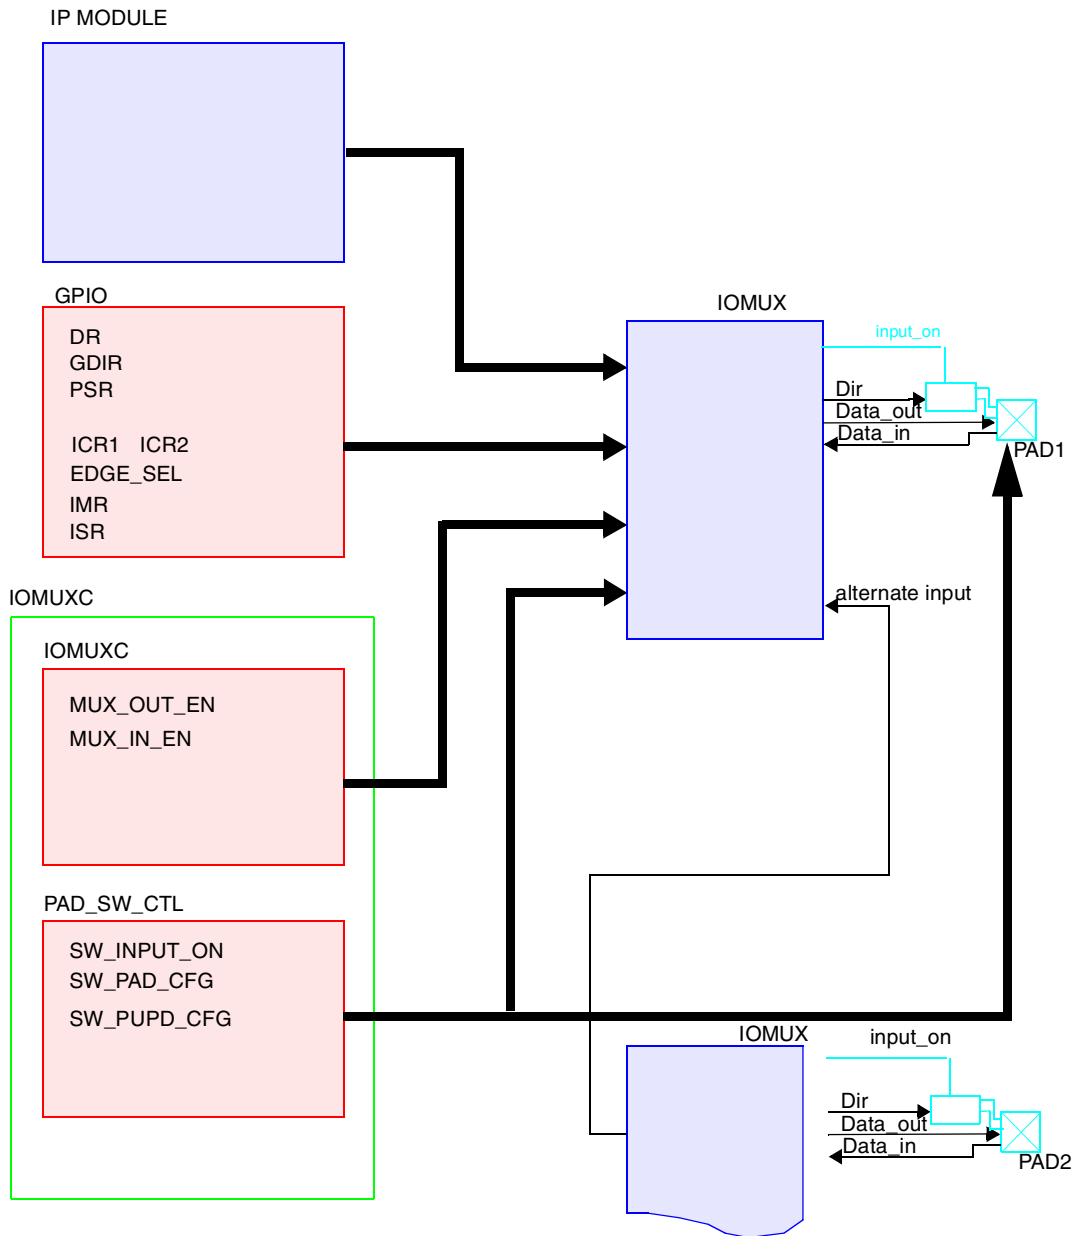 IP MODULE
GPIO
DR
GDIR
PSR
ICR1 ICR2
EDGE_SEL
IMR
ISR
IOMUX
input_on
Dir
Data_out
Data_in
PAD1
alternate input
IOMUXC
IOMUXC
MUX_OUT_EN
MUX_IN_EN
PAD_SW_CTL
SW_INPUT_ON
SW_PAD_CFG
SW_PUPD_CFG
IOMUX
input_on
Dir
Data_out
Data_in
PAD2